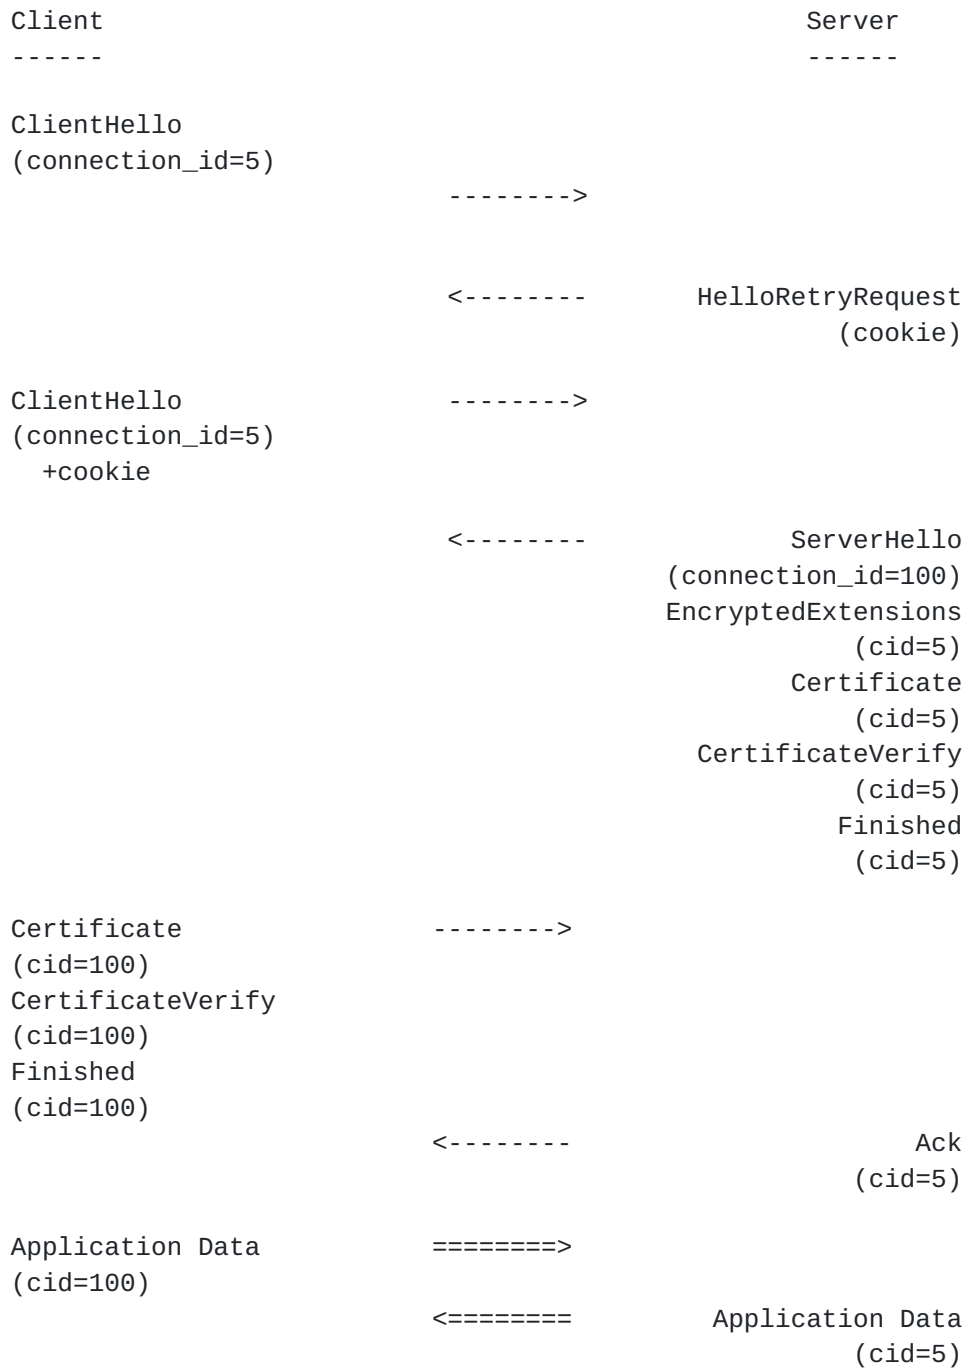 Client                                             Server
------                                             ------
ClientHello
(connection_id=5)
                            -------->
                            <--------       HelloRetryRequest
                                                     (cookie)
ClientHello                 -------->
(connection_id=5)
  +cookie
                            <--------             ServerHello
                                          (connection_id=100)
                                          EncryptedExtensions
                                                      (cid=5)
                                                  Certificate
                                                      (cid=5)
                                            CertificateVerify
                                                      (cid=5)
                                                     Finished
                                                      (cid=5)
Certificate                -------->
(cid=100)
CertificateVerify
(cid=100)
Finished
(cid=100)
                           <--------                      Ack
                                                      (cid=5)
Application Data           ========>
(cid=100)
                           <========         Application Data
                                                      (cid=5)